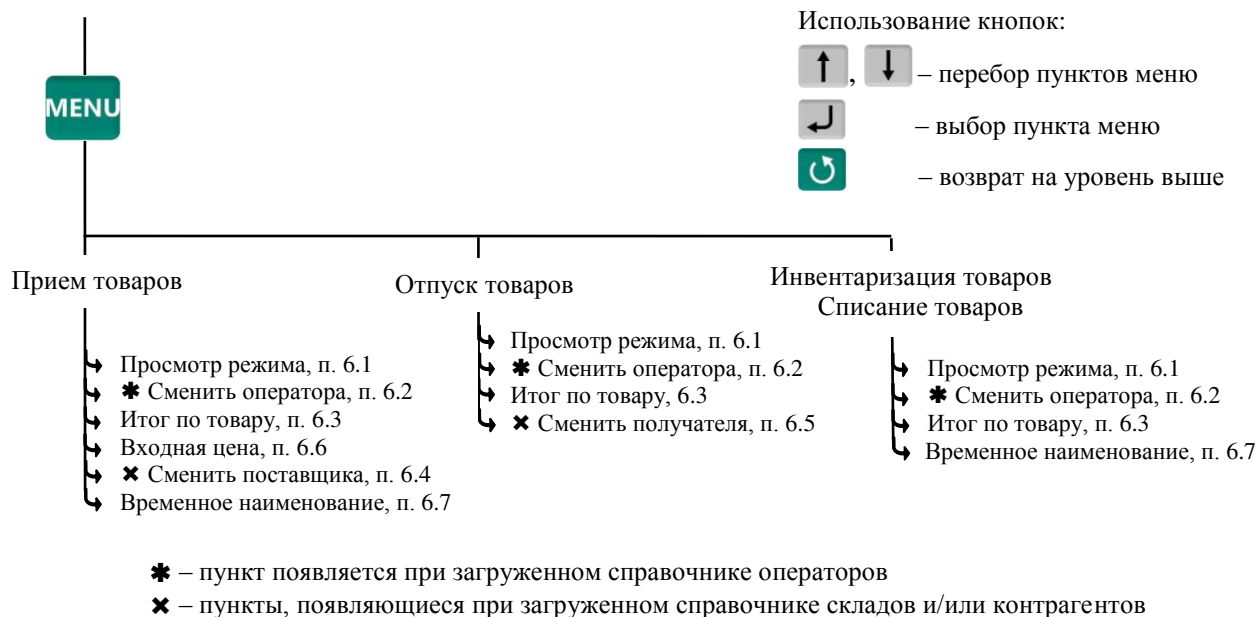 Использование кнопок:
, – перебор пунктов меню
MENU
– выбор пункта меню
– возврат на уровень выше
Прием товаров
Просмотр режима, п. 6.1
✱ Сменить оператора, п. 6.2
Итог по товару, п. 6.3
Входная цена, п. 6.6
✖ Сменить поставщика, п. 6.4
Временное наименование, п. 6.7
Отпуск товаров
Просмотр режима, п. 6.1
✱ Сменить оператора, п. 6.2
Итог по товару, 6.3
✖ Сменить получателя, п. 6.5
Инвентаризация товаров
Списание товаров
Просмотр режима, п. 6.1
✱ Сменить оператора, п. 6.2
Итог по товару, п. 6.3
Временное наименование, п. 6.7
✱ – пункт появляется при загруженном справочнике операторов
✖ – пункты, появляющиеся при загруженном справочнике складов и/или контрагентов